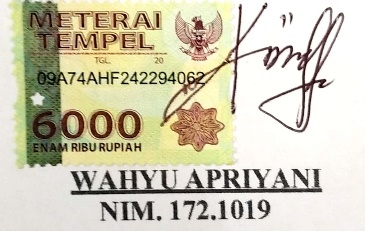 METERAI
TEMPEL
TGL. 20
09A74AHF242294062
6000
ENAM RIBU RUPIAH
WAHYU APRIYANI
NIM. 172.1019